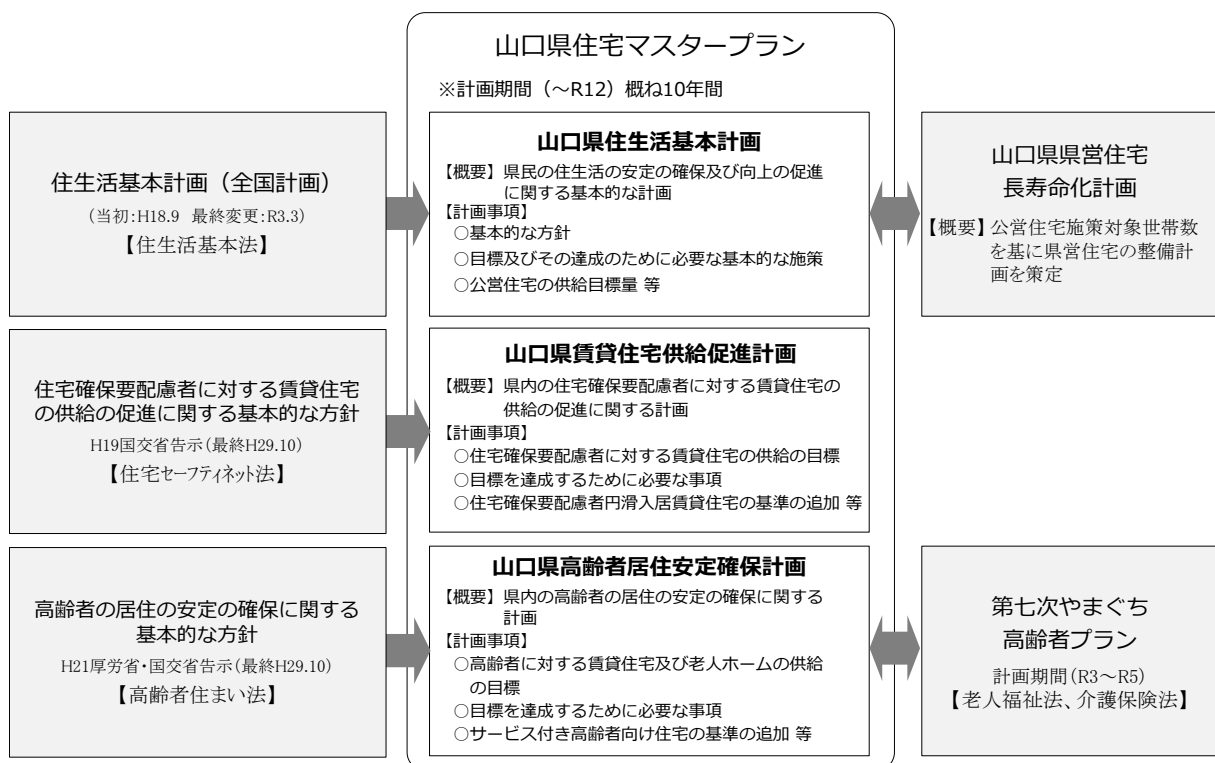 山口県住宅マスタープラン
※計画期間(~R12)概ね10年間
住生活基本計画(全国計画)
(当初:H18.9 最終変更:R3.3)
【住生活基本法】
山口県住生活基本計画
【概要】県民の住生活の安定の確保及び向上の促進
に関する基本的な計画
【計画事項】
○基本的な方針
○目標及びその達成のために必要な基本的な施策
○公営住宅の供給目標量 等
山口県県営住宅
長寿命化計画
【概要】公営住宅施策対象世帯数
を基に県営住宅の整備計
画を策定
住宅確保要配慮者に対する賃貸住宅
の供給の促進に関する基本的な方針
H19国交省告示(最終H29.10)
【住宅セーフティネット法】
山口県賃貸住宅供給促進計画
【概要】県内の住宅確保要配慮者に対する賃貸住宅の
供給の促進に関する計画
【計画事項】
○住宅確保要配慮者に対する賃貸住宅の供給の目標
○目標を達成するために必要な事項
○住宅確保要配慮者円滑入居賃貸住宅の基準の追加 等
高齢者の居住の安定の確保に関する
基本的な方針
H21厚労省・国交省告示(最終H29.10)
【高齢者住まい法】
山口県高齢者居住安定確保計画
【概要】県内の高齢者の居住の安定の確保に関する
計画
【計画事項】
○高齢者に対する賃貸住宅及び老人ホームの供給
の目標
○目標を達成するために必要な事項
○サービス付き高齢者向け住宅の基準の追加 等
第七次やまぐち
高齢者プラン
計画期間(R3~R5)
【老人福祉法、介護保険法】